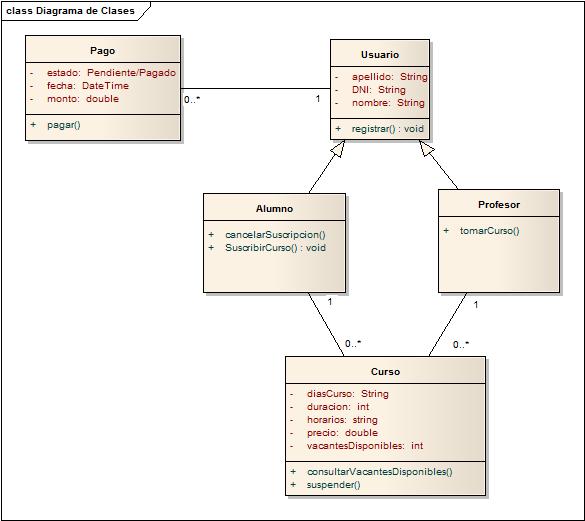 class Diagrama de Clases
Pago
- estado: Pendiente/Pagado
- fecha: DateTime
- monto: double
+ pagar()
Usuario
- apellido: String
- DNI: String
- nombre: String
+ registrar() : void
0..*
1
Alumno
+ cancelarSuscripcion()
+ SuscribirCurso() : void
Profesor
+ tomarCurso()
1
1
0..*
0..*
Curso
- diasCurso: String
- duracion: int
- horarios: string
- precio: double
- vacantesDisponibles: int
+ consultarVacantesDisponibles()
+ suspender()